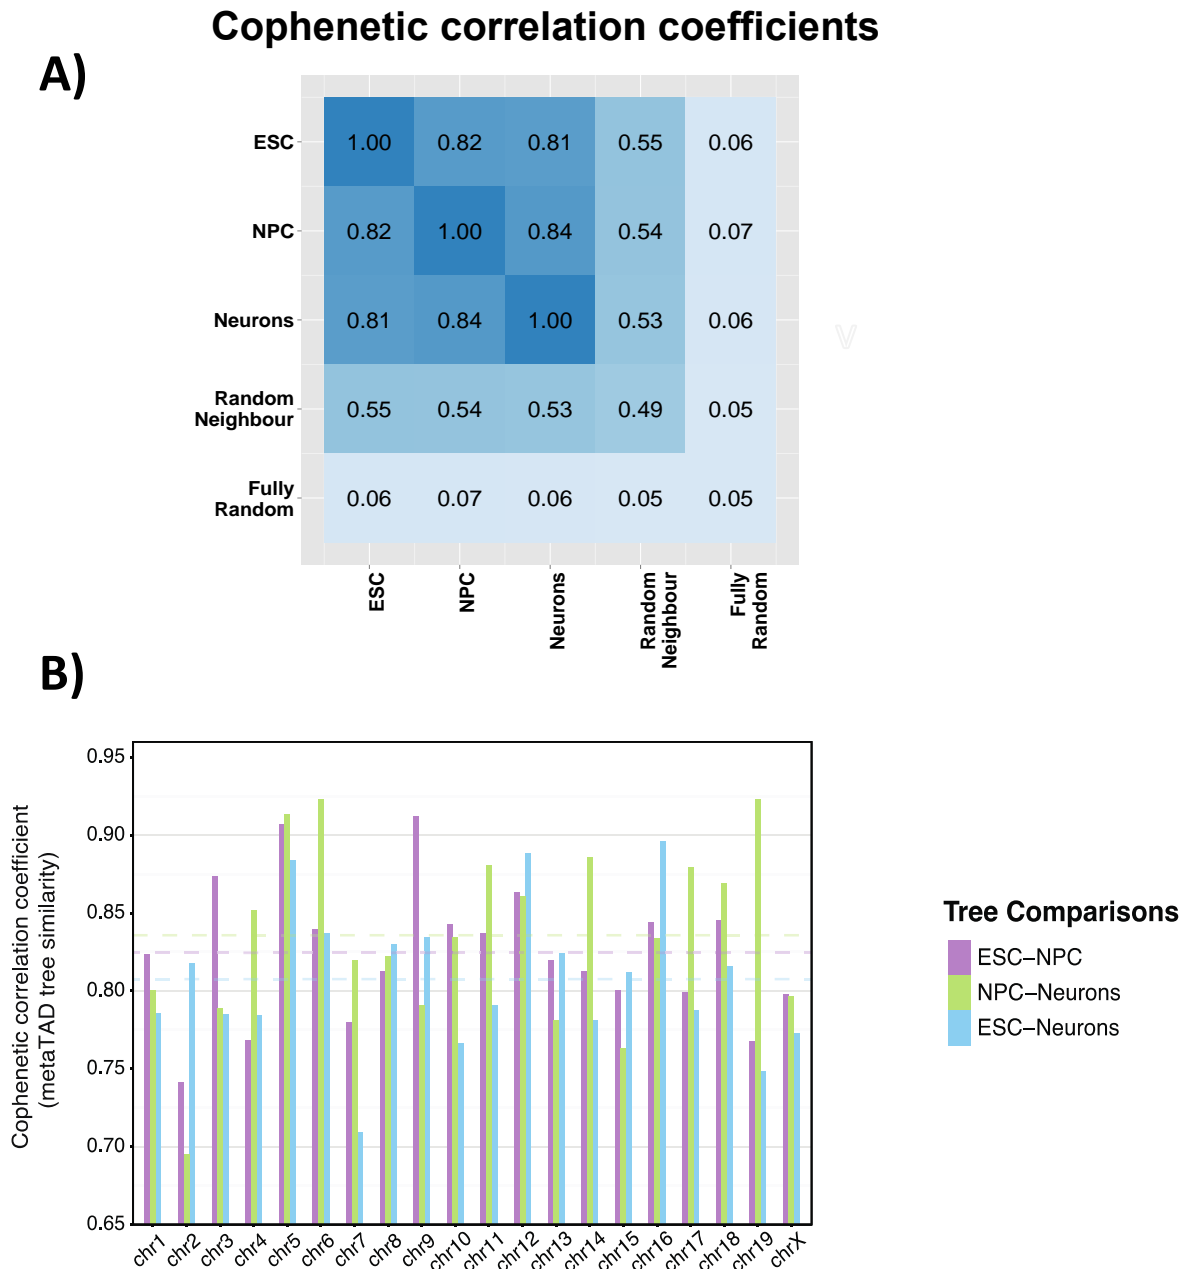 Cophenetic correlation coefficients
A)
ESC 1.00 0.82 0.81 0.55 0.06
NPC 0.82 1.00 0.84 0.54 0.07
Neurons 0.81 0.84 1.00 0.53 0.06
V
Random
Neighbour 0.55 0.54 0.53 0.49 0.05
Fully
Random 0.06 0.07 0.06 0.05 0.05
ESC
NPC
Neurons
Random
Neighbour
Fully
Random
B)
Cophenetic correlation coefficient
(metaTAD tree similarity)
0.95
0.90
0.85
0.80
0.75
0.70
0.65
chr1 chr2 chr3 chr4 chr5 chr6 chr7 chr8 chr9 chr10 chr11 chr12 chr13 chr14 chr15 chr16 chr17 chr18 chr19 chrX
Tree Comparisons
ESC–NPC
NPC–Neurons
ESC–Neurons